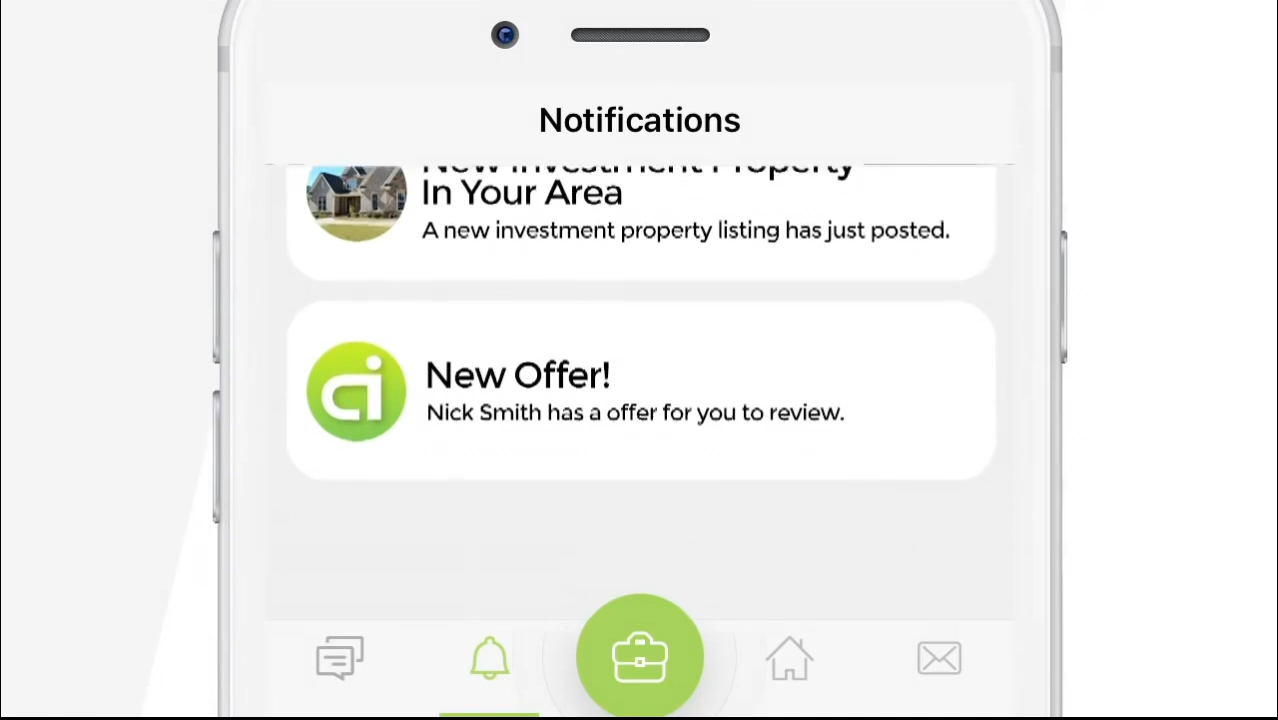 Notifications
New Investment Property
In Your Area
A new investment property listing has just posted.
ai
New Offer!
Nick Smith has a offer for you to review.